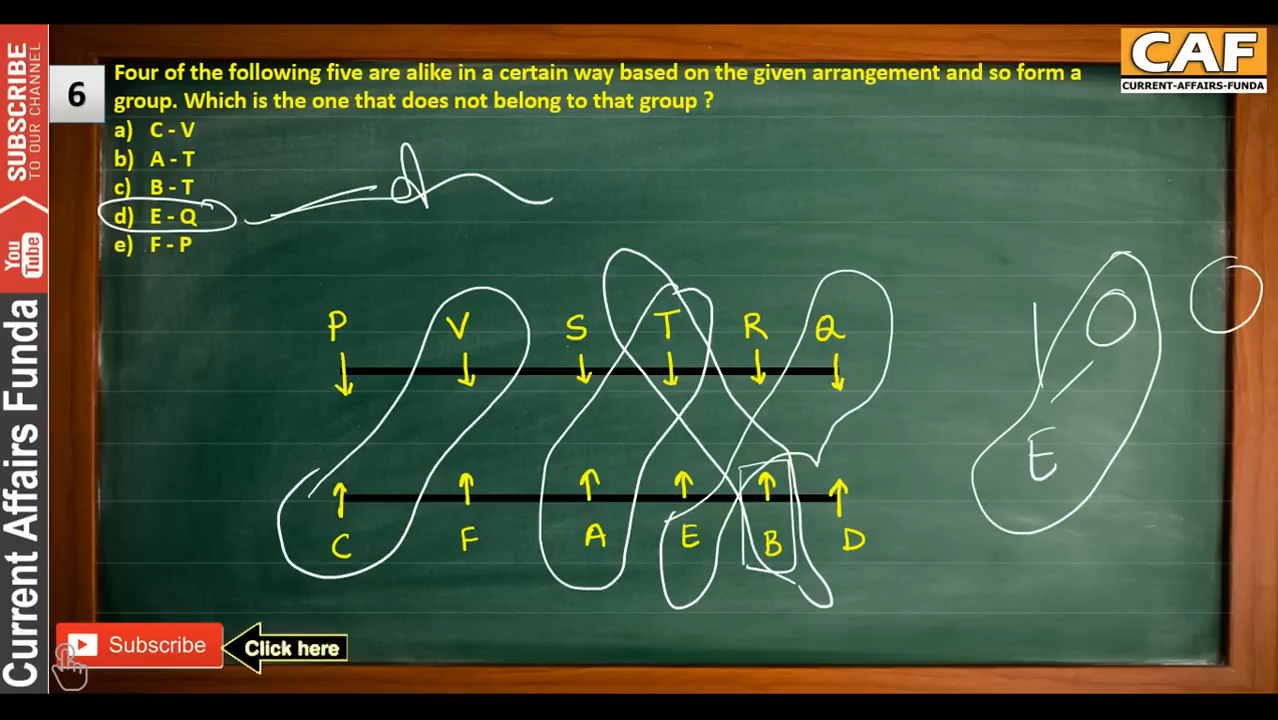 SUBSCRIBE
TO OUR CHANNEL
You Tube
Current Affairs Funda
CAF
CURRENT-AFFAIRS-FUNDA
6
Four of the following five are alike in a certain way based on the given arrangement and so form a
group. Which is the one that does not belong to that group ?
a) C - V
b) A - T
c) B - T
d) E - Q
e) F - P
d
P V S T R Q
C F A E B D
E
Subscribe
Click here